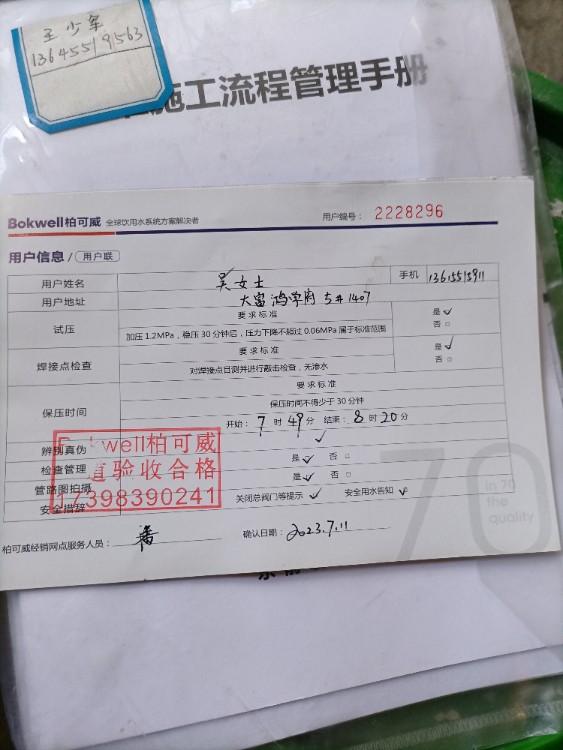 王少军
13645519563
施工流程管理手册
Bokwell柏可威 全球饮用水系统方案解决者
用户编号： 2228296
用户信息 / 用户联
用户姓名 吴女士 手机
用户地址 大富鸿学府 5#1407
试压 要求标准 是 ✓
加压1.2MPa，稳压30分钟后，压力下降不超过0.06MPa属于标准范围 否 □
焊接点检查 要求标准 是 ✓
对焊接点目测并进行敲击检查，无渗水 否 □
保压时间 要求标准
保压时间不得少于30分钟
开始： 7 时 49 分 结束： 8 时 20 分
辨别真伪 ✓
检查管理 是 ✓ 否 □
管路图拍摄 是 ✓ 否 □
安全措辞 关闭总阀门等提示 ✓ 安全用水告知 ✓
well柏可威
验收合格
17398390241
70
in 70
the
quality
柏可威经销网点服务人员： 确认日期： 2023.7.11